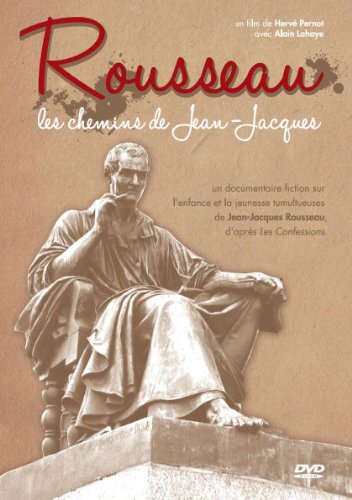 un film de Hervé Pernot
avec Alain Lahaye
Rousseau
les chemins de Jean-Jacques
un documentaire fiction sur
l'enfance et la jeunesse tumultueuses
de Jean-Jacques Rousseau,
d'après Les Confessions.
DVD
VIDEO